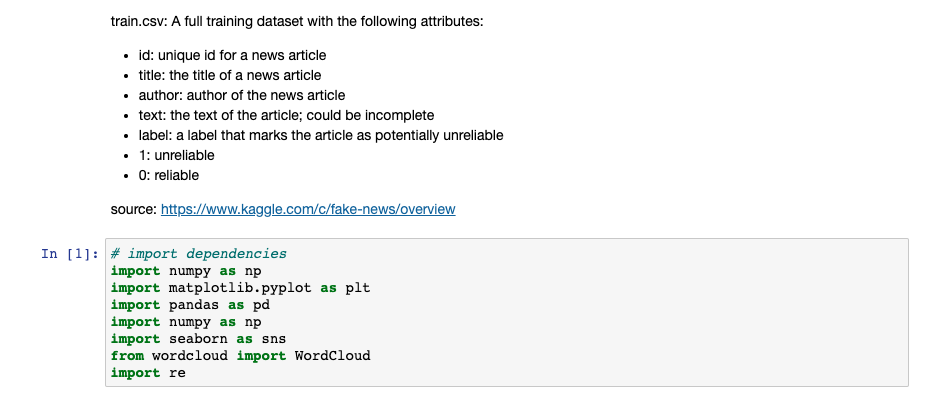 train.csv: A full training dataset with the following attributes:
• id: unique id for a news article
• title: the title of a news article
• author: author of the news article
• text: the text of the article; could be incomplete
• label: a label that marks the article as potentially unreliable
• 1: unreliable
• 0: reliable
source: https://www.kaggle.com/c/fake-news/overview
In [1]: # import dependencies
import numpy as np
import matplotlib.pyplot as plt
import pandas as pd
import numpy as np
import seaborn as sns
from wordcloud import WordCloud
import re